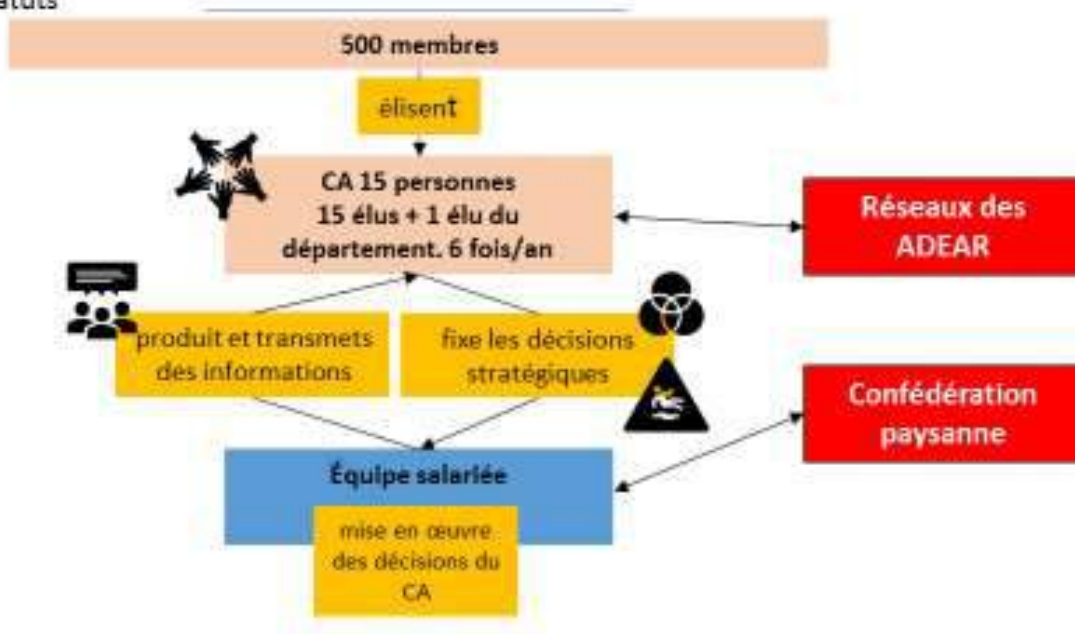 500 membres
élisent
CA 15 personnes
15 élus + 1 élu du
département. 6 fois/an
Réseaux des
ADEAR
produit et transmets
des informations
fixe les décisions
stratégiques
Confédération
paysanne
Équipe salariée
mise en œuvre
des décisions du
CA